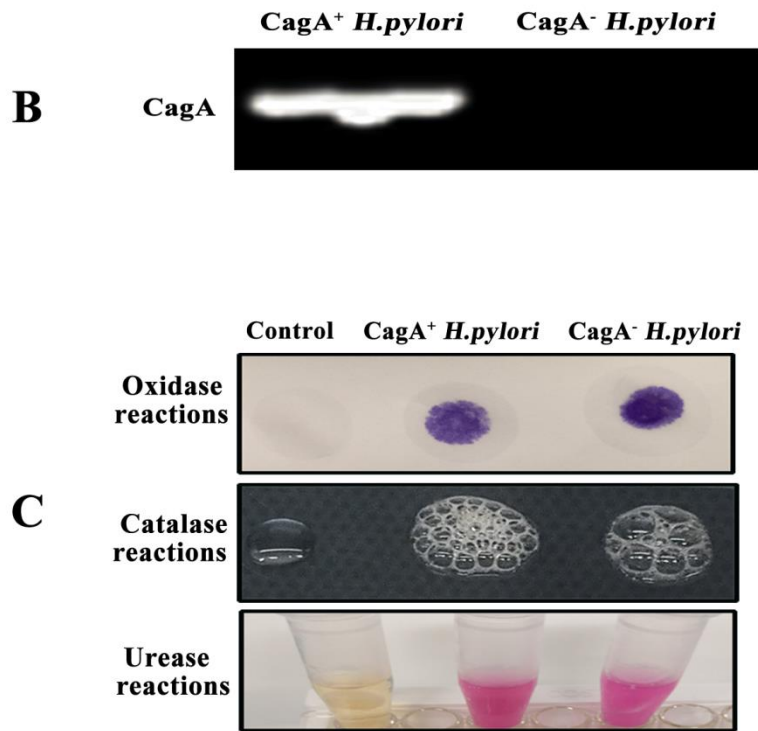 CagA⁺ H.pylori CagA⁻ H.pylori
B
CagA
Control CagA⁺ H.pylori CagA⁻ H.pylori
Oxidase
reactions
C
Catalase
reactions
Urease
reactions